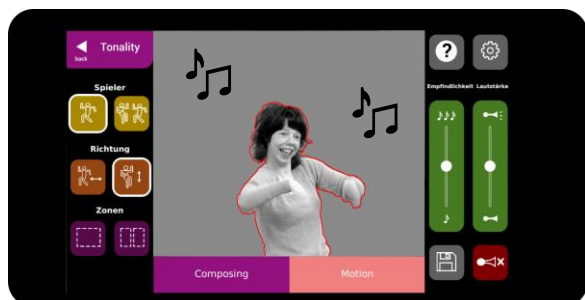 Tonality
back
Spieler
Richtung
Zonen
Composing
Motion
?
Empfindlichkeit
Lautstärke